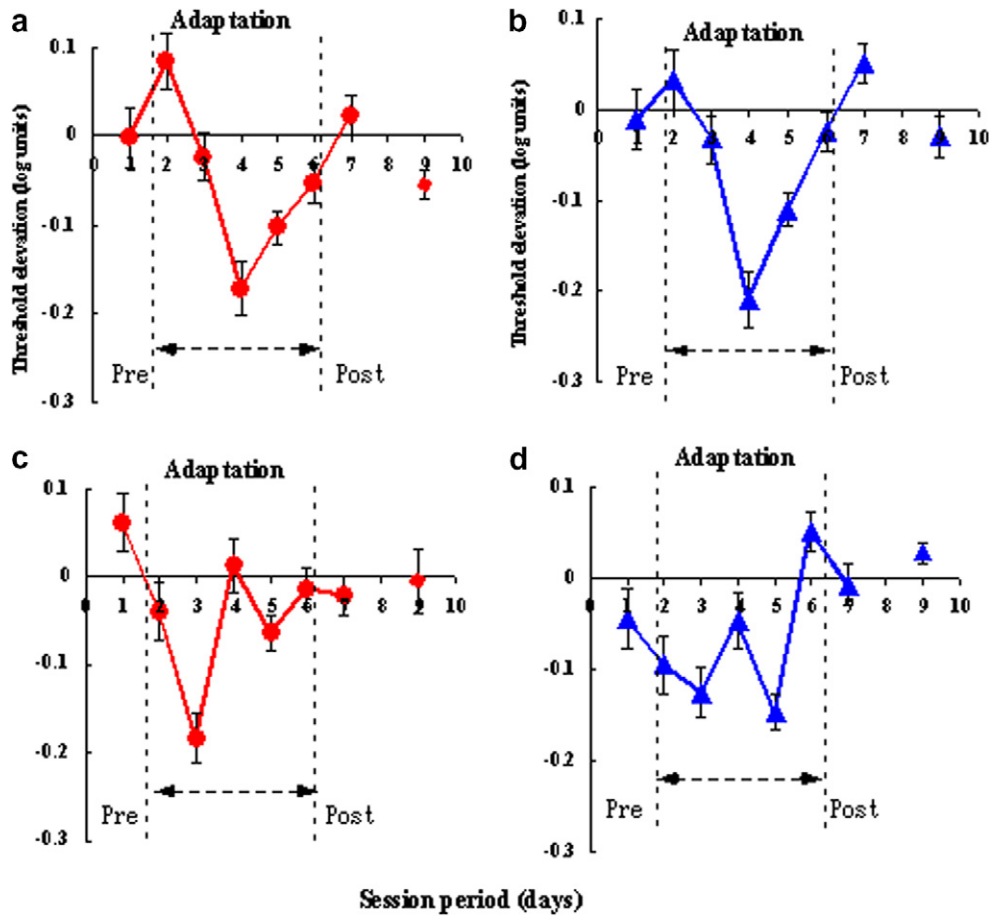 a
Adaptation
0.1
0
-0.1
-0.2
-0.3
0 1 2 3 4 5 6 7 8 9 10
Threshold elevation (log units)
Pre
Post
b
Adaptation
0.1
0
-0.1
-0.2
-0.3
0 1 2 3 4 5 6 7 8 9 10
Threshold elevation (log units)
Pre
Post
c
Adaptation
0.1
0
-0.1
-0.2
-0.3
0 1 2 3 4 5 6 7 8 9 10
Pre
Post
d
Adaptation
0.1
0
-0.1
-0.2
-0.3
0 1 2 3 4 5 6 7 8 9 10
Pre
Post
Session period (days)